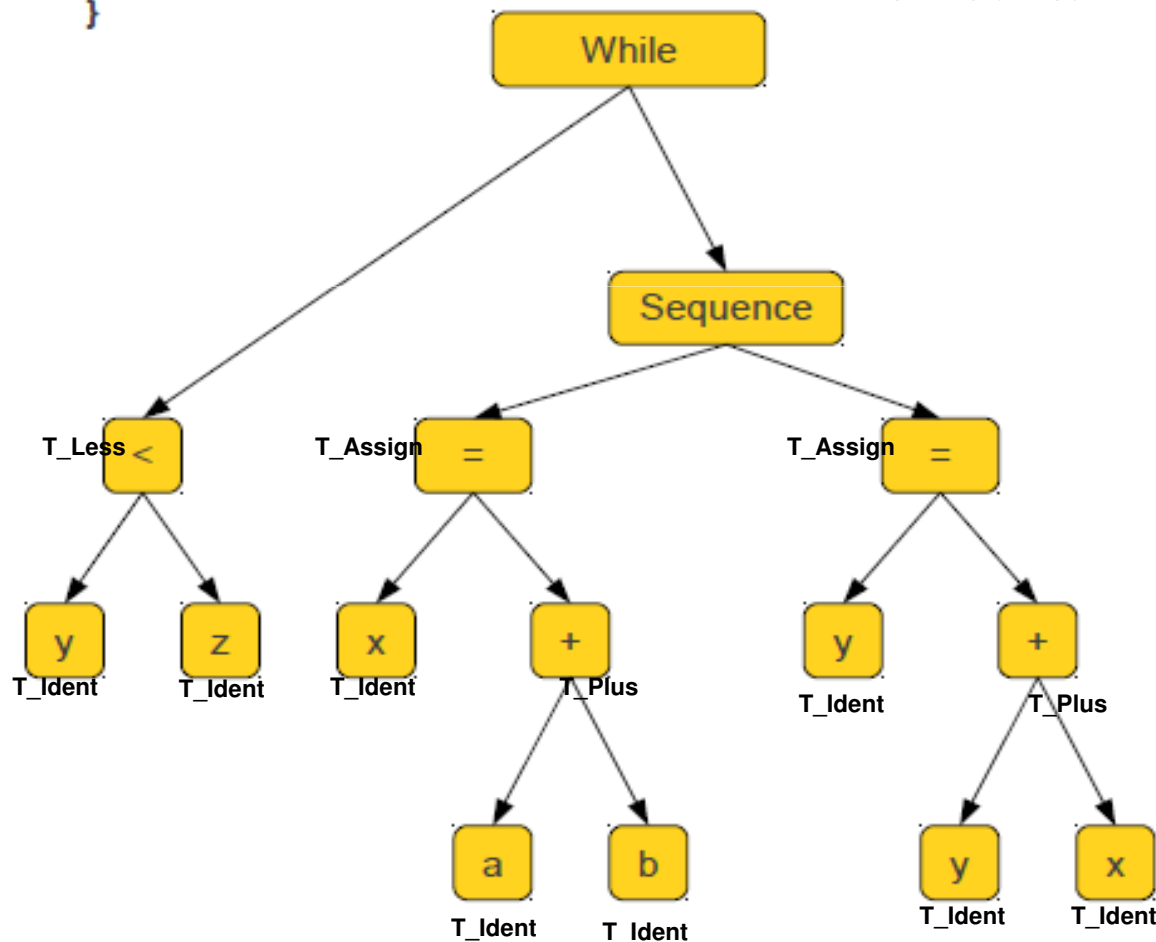 }
While
Sequence
T_Less < T_Assign = T_Assign =
y z x + y +
T_Ident T_Ident T_Ident T_Plus T_Ident T_Plus
a b y x
T_Ident T_Ident T_Ident T_Ident